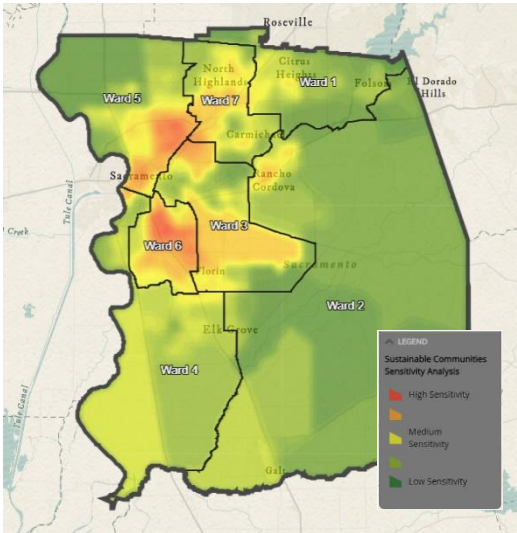 Roseville
North
Highlands
Citrus
Heights
Ward 1
Folsom
El Dorado
Hills
Ward 5
Ward 7
Carmichael
Sacramento
Rancho
Cordova
Tule Canal
Creek
Ward 3
Ward 6
Florin
Sacramento
Ward 2
Elk Grove
Ward 4
Tule Canal
Galt
LEGEND
Sustainable Communities
Sensitivity Analysis
High Sensitivity
Medium
Sensitivity
Low Sensitivity